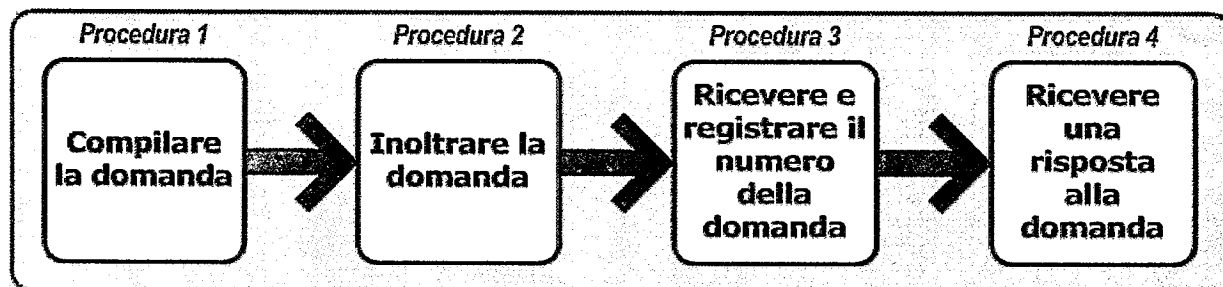 Procedura 1
Compilare
la domanda
Procedura 2
Inoltrare la
domanda
Procedura 3
Ricevere e
registrare il
numero
della
domanda
Procedura 4
Ricevere
una
risposta
alla
domanda